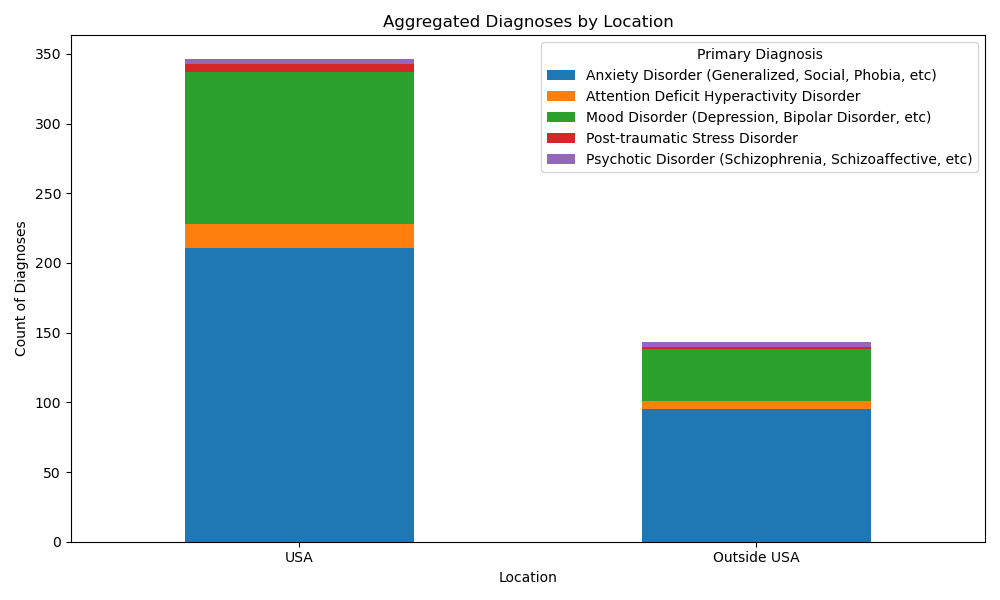 Aggregated Diagnoses by Location
Primary Diagnosis
Anxiety Disorder (Generalized, Social, Phobia, etc)
Attention Deficit Hyperactivity Disorder
Mood Disorder (Depression, Bipolar Disorder, etc)
Post-traumatic Stress Disorder
Psychotic Disorder (Schizophrenia, Schizoaffective, etc)
Count of Diagnoses
350
300
250
200
150
100
50
0
USA
Outside USA
Location